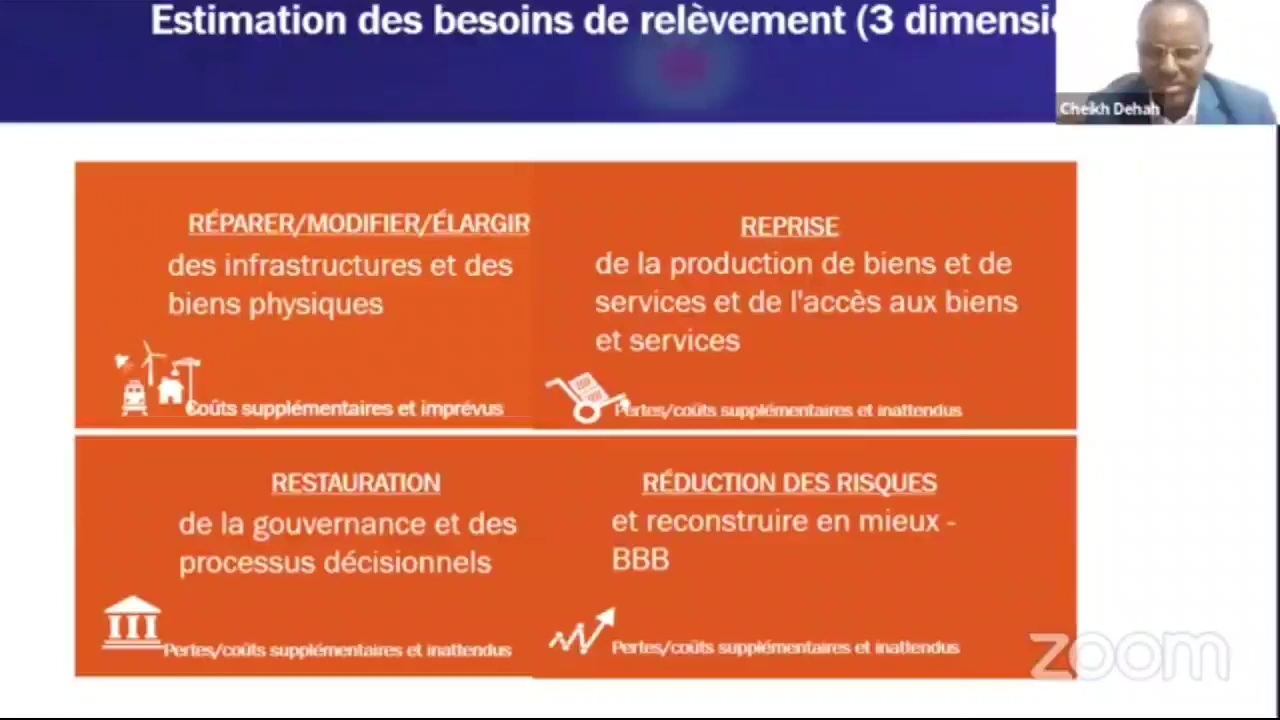 Estimation des besoins de relèvement (3
Cheikh Dehah
RÉPARER/MODIFIER/ÉLARGIR
des infrastructures et des
biens physiques
Coûts supplémentaires et imprévus
REPRISE
de la production de biens et de
services et de l'accès aux biens
et services
Pertes/coûts supplémentaires et inattendus
RESTAURATION
de la gouvernance et des
processus décisionnels
Pertes/coûts supplémentaires et inattendus
RÉDUCTION DES RISQUES
et reconstruire en mieux -
BBB
Pertes/coûts supplémentaires et inattendus
zoom